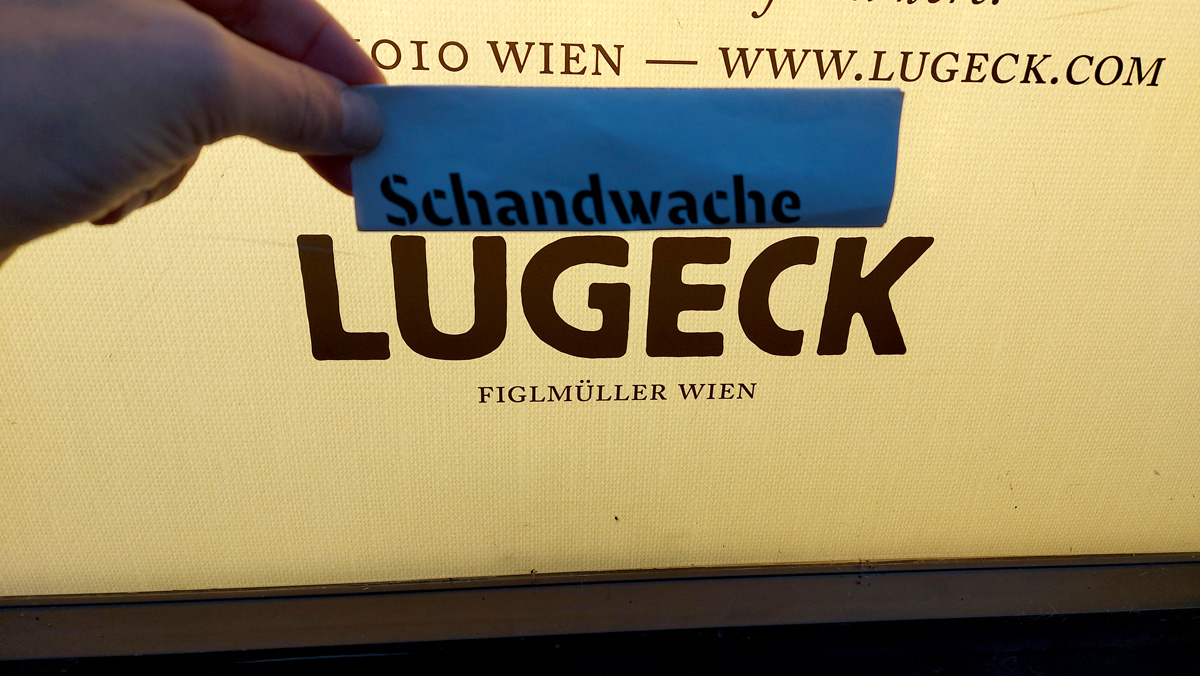 1010 WIEN — WWW.LUGECK.COM
Schandwache
LUGECK
FIGLMÜLLER WIEN